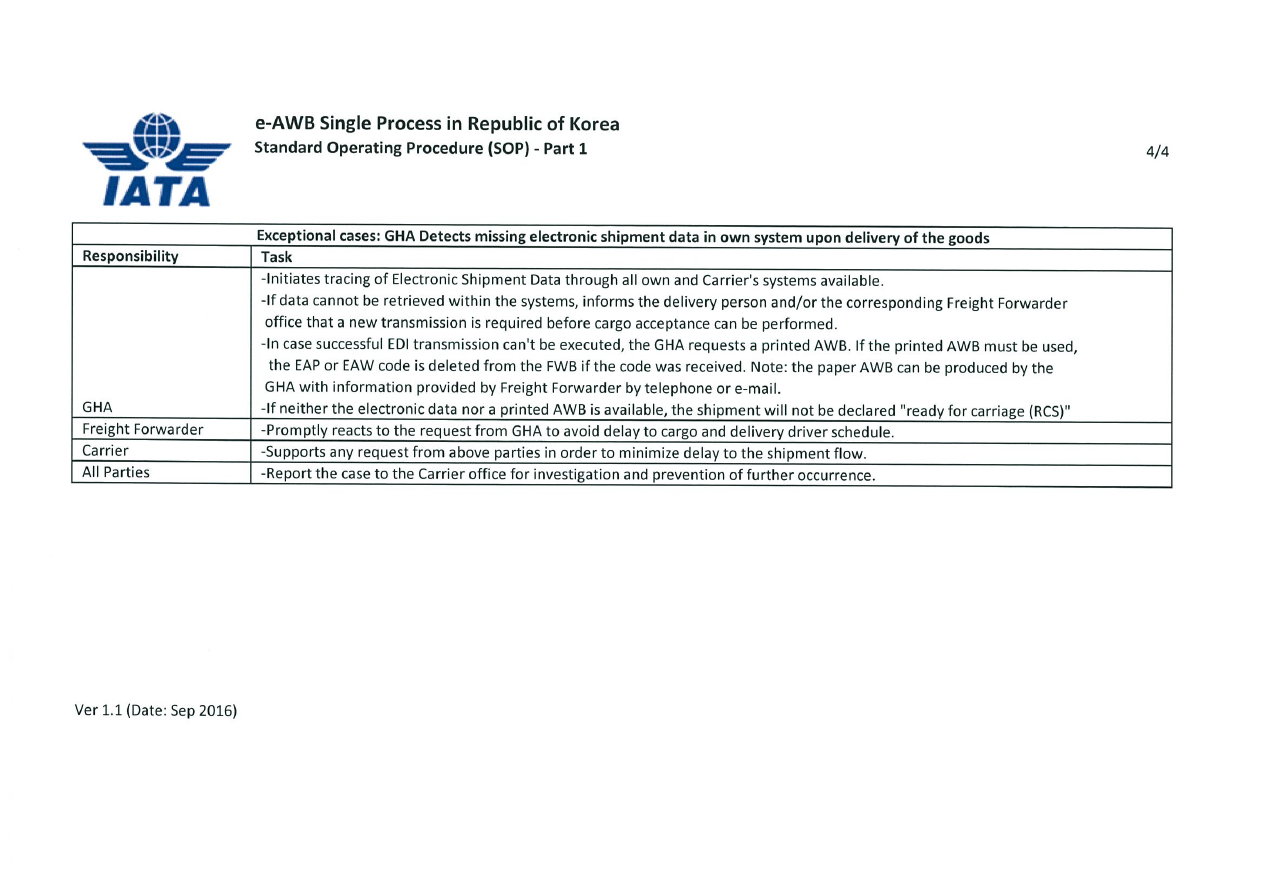 IATA
e-AWB Single Process in Republic of Korea
Standard Operating Procedure (SOP) - Part 1
4/4
Exceptional cases: GHA Detects missing electronic shipment data in own system upon delivery of the goods
Responsibility Task
-Initiates tracing of Electronic Shipment Data through all own and Carrier's systems available.
-If data cannot be retrieved within the systems, informs the delivery person and/or the corresponding Freight Forwarder
office that a new transmission is required before cargo acceptance can be performed.
-In case successful EDI transmission can't be executed, the GHA requests a printed AWB. If the printed AWB must be used,
the EAP or EAW code is deleted from the FWB if the code was received. Note: the paper AWB can be produced by the
GHA with information provided by Freight Forwarder by telephone or e-mail.
GHA -If neither the electronic data nor a printed AWB is available, the shipment will not be declared "ready for carriage (RCS)"
Freight Forwarder -Promptly reacts to the request from GHA to avoid delay to cargo and delivery driver schedule.
Carrier -Supports any request from above parties in order to minimize delay to the shipment flow.
All Parties -Report the case to the Carrier office for investigation and prevention of further occurrence.
Ver 1.1 (Date: Sep 2016)